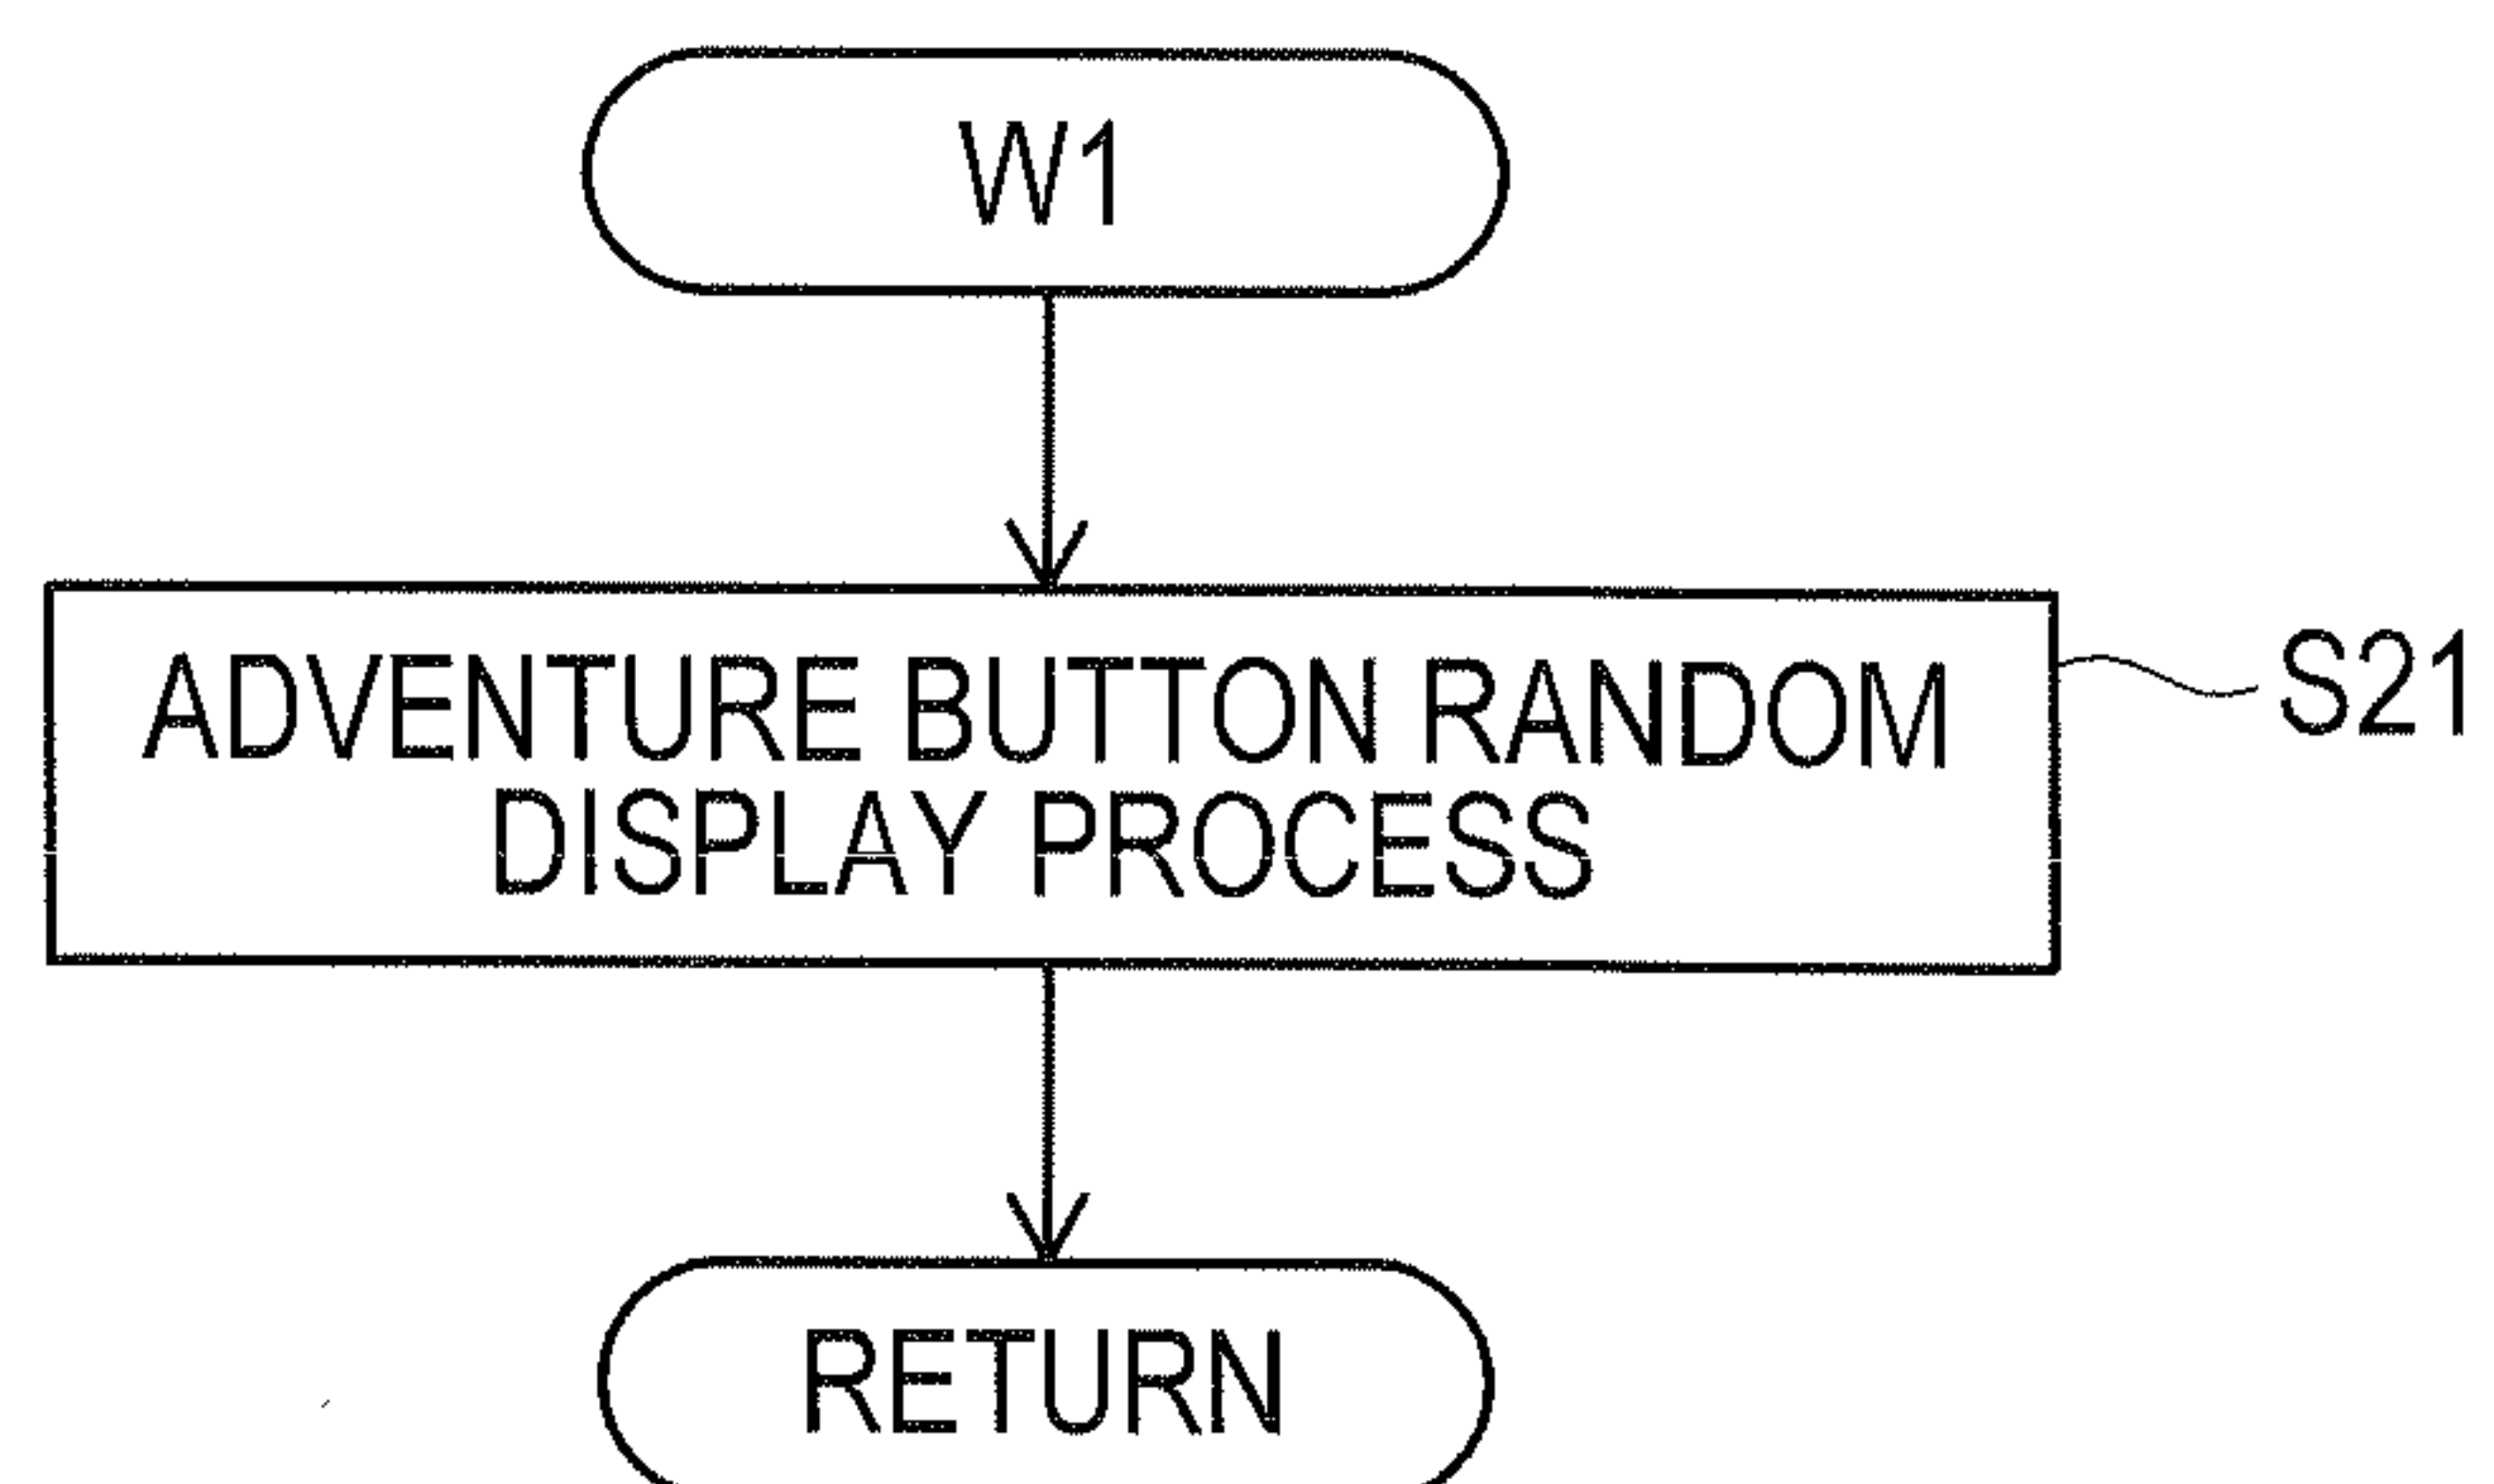 W1
ADVENTURE BUTTON RANDOM
DISPLAY PROCESS
S21
RETURN